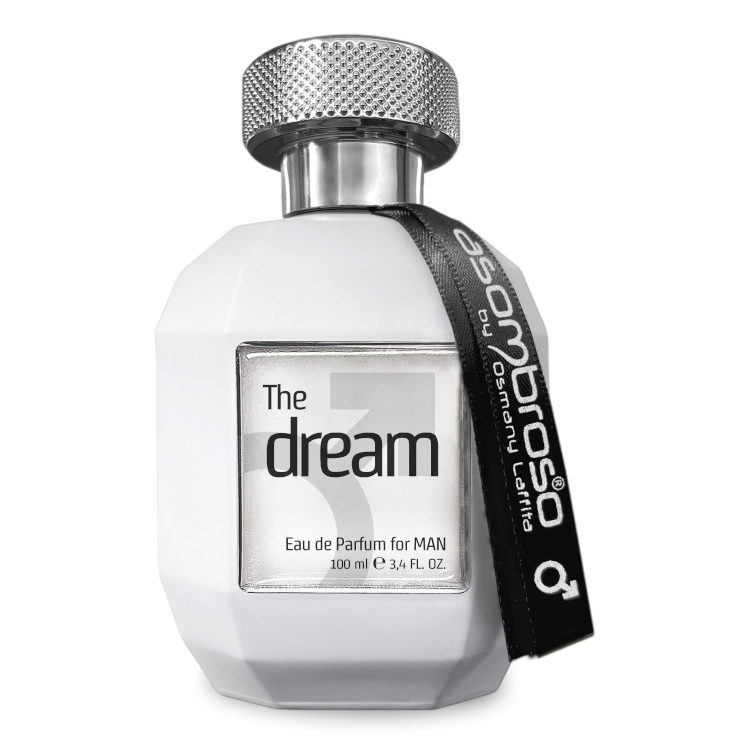 The
dream
Eau de Parfum for MAN
100 ml ℮ 3,4 FL. OZ.
asombroso®
by Osmany Laffita